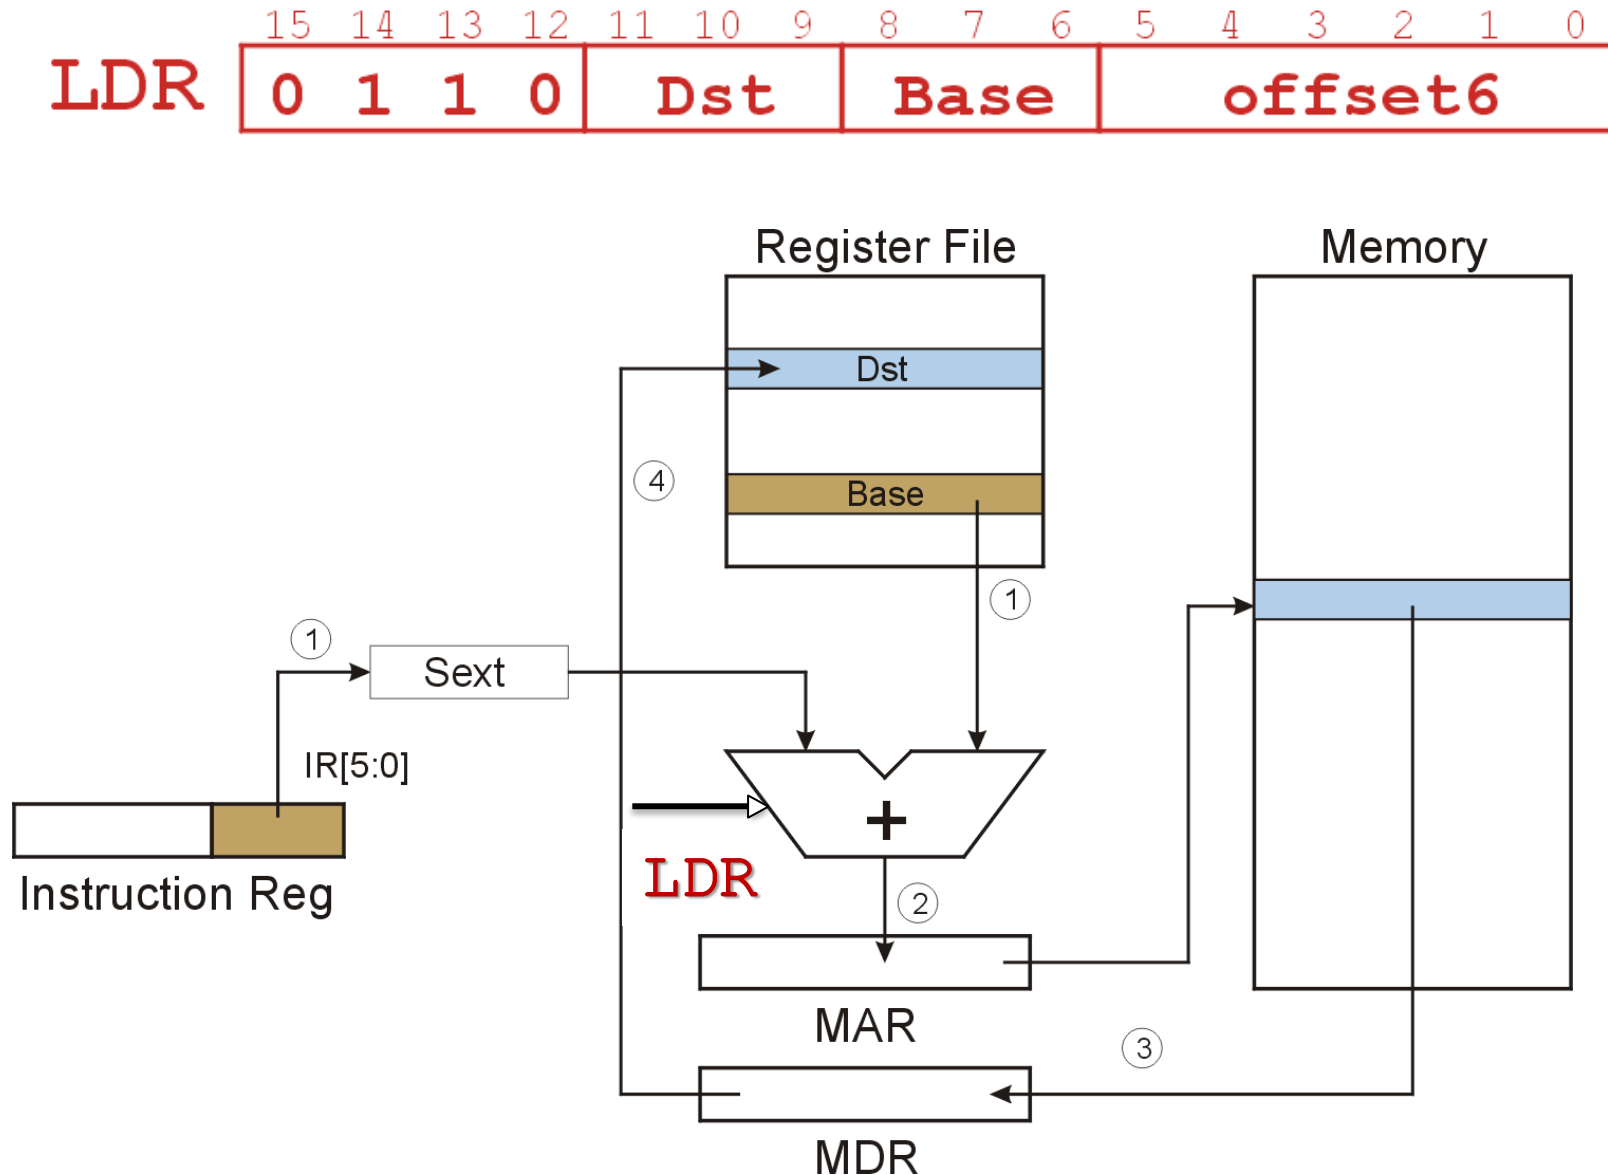 15 14 13 12 11 10 9 8 7 6 5 4 3 2 1 0
LDR 0 1 1 0 Dst Base offset6
Register File Memory
Dst
4 Base
1
1 Sext
IR[5:0]
+
LDR
Instruction Reg 2
MAR
3
MDR